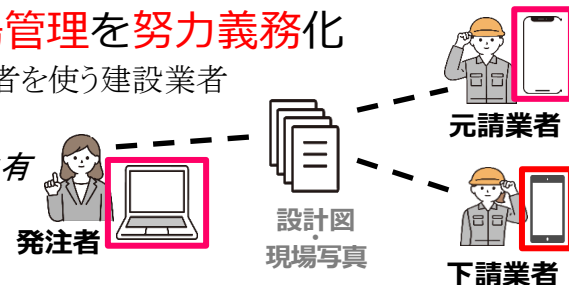 管理を努力義務化
者を使う建設業者
有
発注者
設計図
・
現場写真
元請業者
下請業者